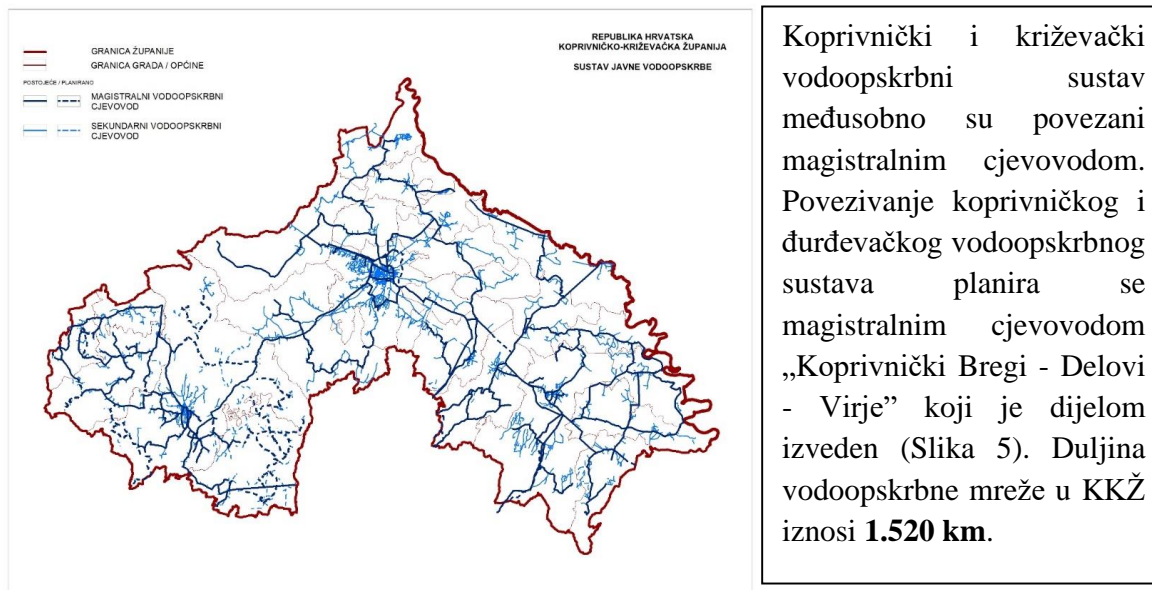 GRANICA ŽUPANIJE
GRANICA GRADA / OPĆINE
POSTOJEĆE / PLANIRANO
MAGISTRALNI VODOOPSKRBNI
CJEVOVOD
SEKUNDARNI VODOOPSKRBNI
CJEVOVOD
REPUBLIKA HRVATSKA
KOPRIVNIČKO-KRIŽEVAČKA ŽUPANIJA
SUSTAV JAVNE VODOOPSKRBE
Koprivnički i križevački
vodoopskrbni sustav
međusobno su povezani
magistralnim cjevovodom.
Povezivanje koprivničkog i
đurđevačkog vodoopskrbnog
sustava planira se
magistralnim cjevovodom
„Koprivnički Bregi - Delovi
- Virje” koji je dijelom
izveden (Slika 5). Duljina
vodoopskrbne mreže u KKŽ
iznosi 1.520 km.